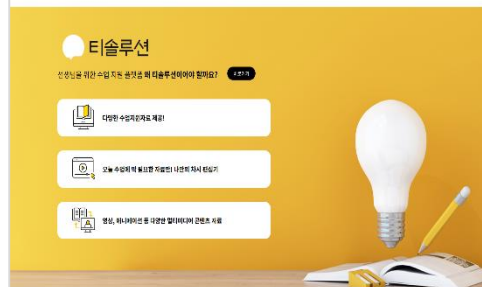 티솔루션
선생님을 위한 수업 지원 플랫폼 왜 티솔루션이어야 할까요?
다양한 수업지원자료 제공!
오늘 수업에 딱 필요한 자료만! 나만의 차시 편집기
영상, 애니메이션 등 다양한 멀티미디어 콘텐츠 자료